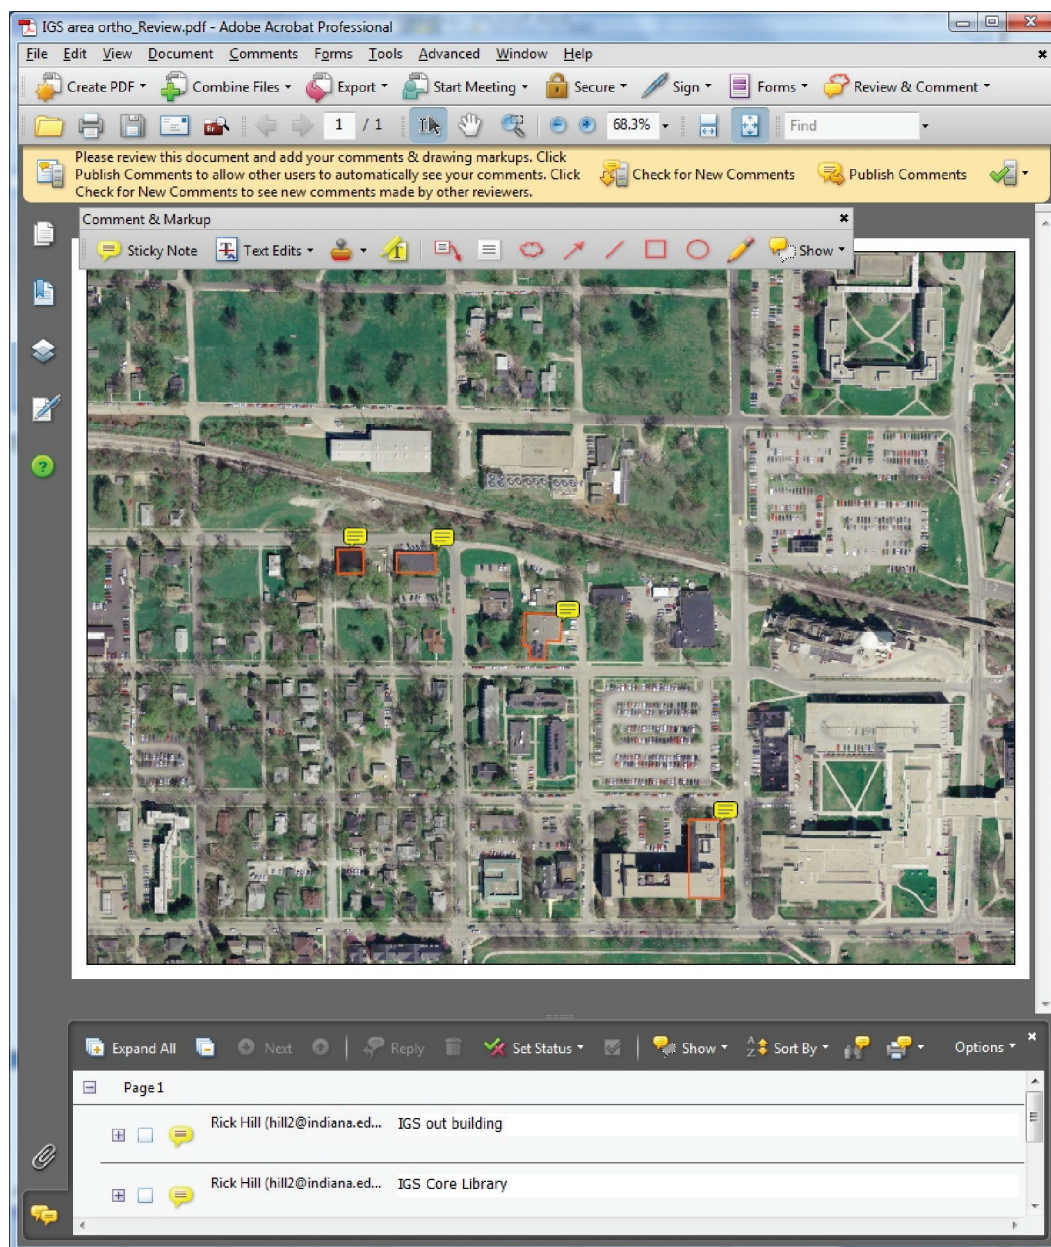 IGS area ortho_Review.pdf - Adobe Acrobat Professional
File Edit View Document Comments Forms Tools Advanced Window Help
Create PDF Combine Files Export Start Meeting Secure Sign Forms Review & Comment
1 / 1 68.3% Find
Please review this document and add your comments & drawing markups. Click
Publish Comments to allow other users to automatically see your comments. Click
Check for New Comments to see new comments made by other reviewers.
Check for New Comments Publish Comments
Comment & Markup
Sticky Note Text Edits Show
Expand All Next Reply Set Status Show Sort By Options
Page 1
Rick Hill (hill2@indiana.ed... IGS out building
Rick Hill (hill2@indiana.ed... IGS Core Library